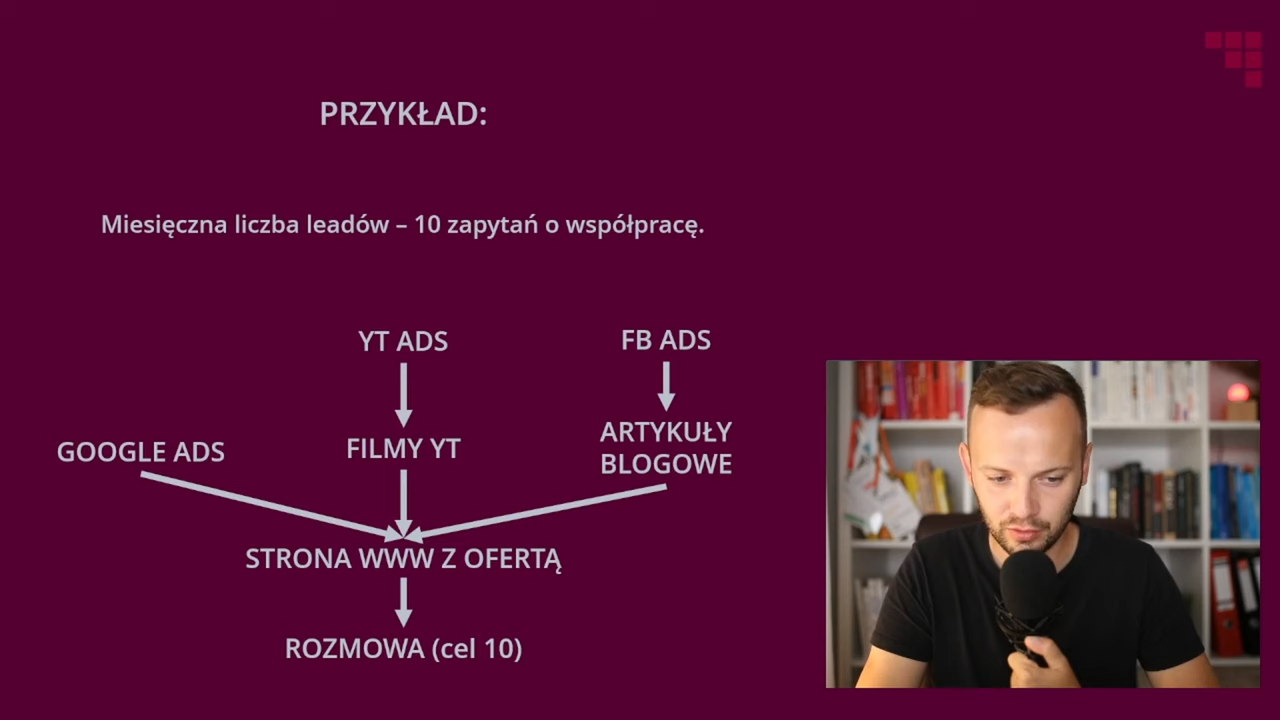 PRZYKŁAD:
Miesięczna liczba leadów – 10 zapytań o współpracę.
YT ADS
FB ADS
GOOGLE ADS
FILMY YT
ARTYKUŁY
BLOGOWE
STRONA WWW Z OFERTĄ
ROZMOWA (cel 10)